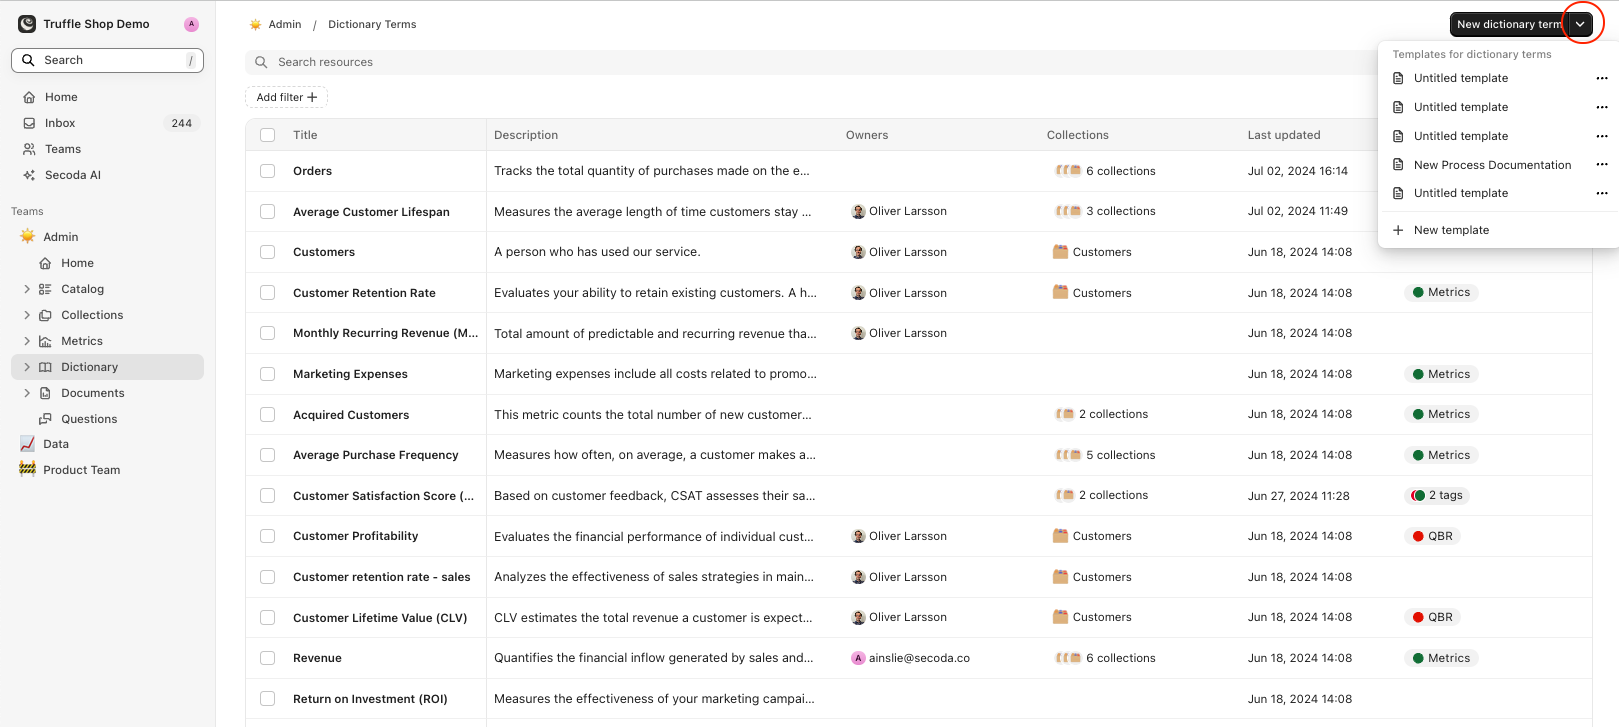 Truffle Shop Demo
A
Search
/
Home
Inbox
244
Teams
Secoda AI
Teams
Admin
Home
Catalog
Collections
Metrics
Dictionary
Documents
Questions
Data
Product Team
Admin / Dictionary Terms
New dictionary term
Search resources
Add filter +
Templates for dictionary terms
Untitled template
Untitled template
Untitled template
New Process Documentation
Untitled template
+ New template
Title Description Owners Collections Last updated
Orders Tracks the total quantity of purchases made on the e... 6 collections Jul 02, 2024 16:14
Average Customer Lifespan Measures the average length of time customers stay ... Oliver Larsson 3 collections Jul 02, 2024 11:49
Customers A person who has used our service. Oliver Larsson Customers Jun 18, 2024 14:08
Customer Retention Rate Evaluates your ability to retain existing customers. A h... Oliver Larsson Customers Jun 18, 2024 14:08 Metrics
Monthly Recurring Revenue (M... Total amount of predictable and recurring revenue tha... Oliver Larsson Jun 18, 2024 14:08
Marketing Expenses Marketing expenses include all costs related to promo... Jun 18, 2024 14:08 Metrics
Acquired Customers This metric counts the total number of new customer... 2 collections Jun 18, 2024 14:08 Metrics
Average Purchase Frequency Measures how often, on average, a customer makes a... 5 collections Jun 18, 2024 14:08 Metrics
Customer Satisfaction Score (... Based on customer feedback, CSAT assesses their sa... 2 collections Jun 27, 2024 11:28 2 tags
Customer Profitability Evaluates the financial performance of individual cust... Oliver Larsson Customers Jun 18, 2024 14:08 QBR
Customer retention rate - sales Analyzes the effectiveness of sales strategies in main... Oliver Larsson Customers Jun 18, 2024 14:08
Customer Lifetime Value (CLV) CLV estimates the total revenue a customer is expect... Oliver Larsson Customers Jun 18, 2024 14:08 QBR
Revenue Quantifies the financial inflow generated by sales and... A ainslie@secoda.co 6 collections Jun 18, 2024 14:08 Metrics
Return on Investment (ROI) Measures the effectiveness of your marketing campai... Jun 18, 2024 14:08